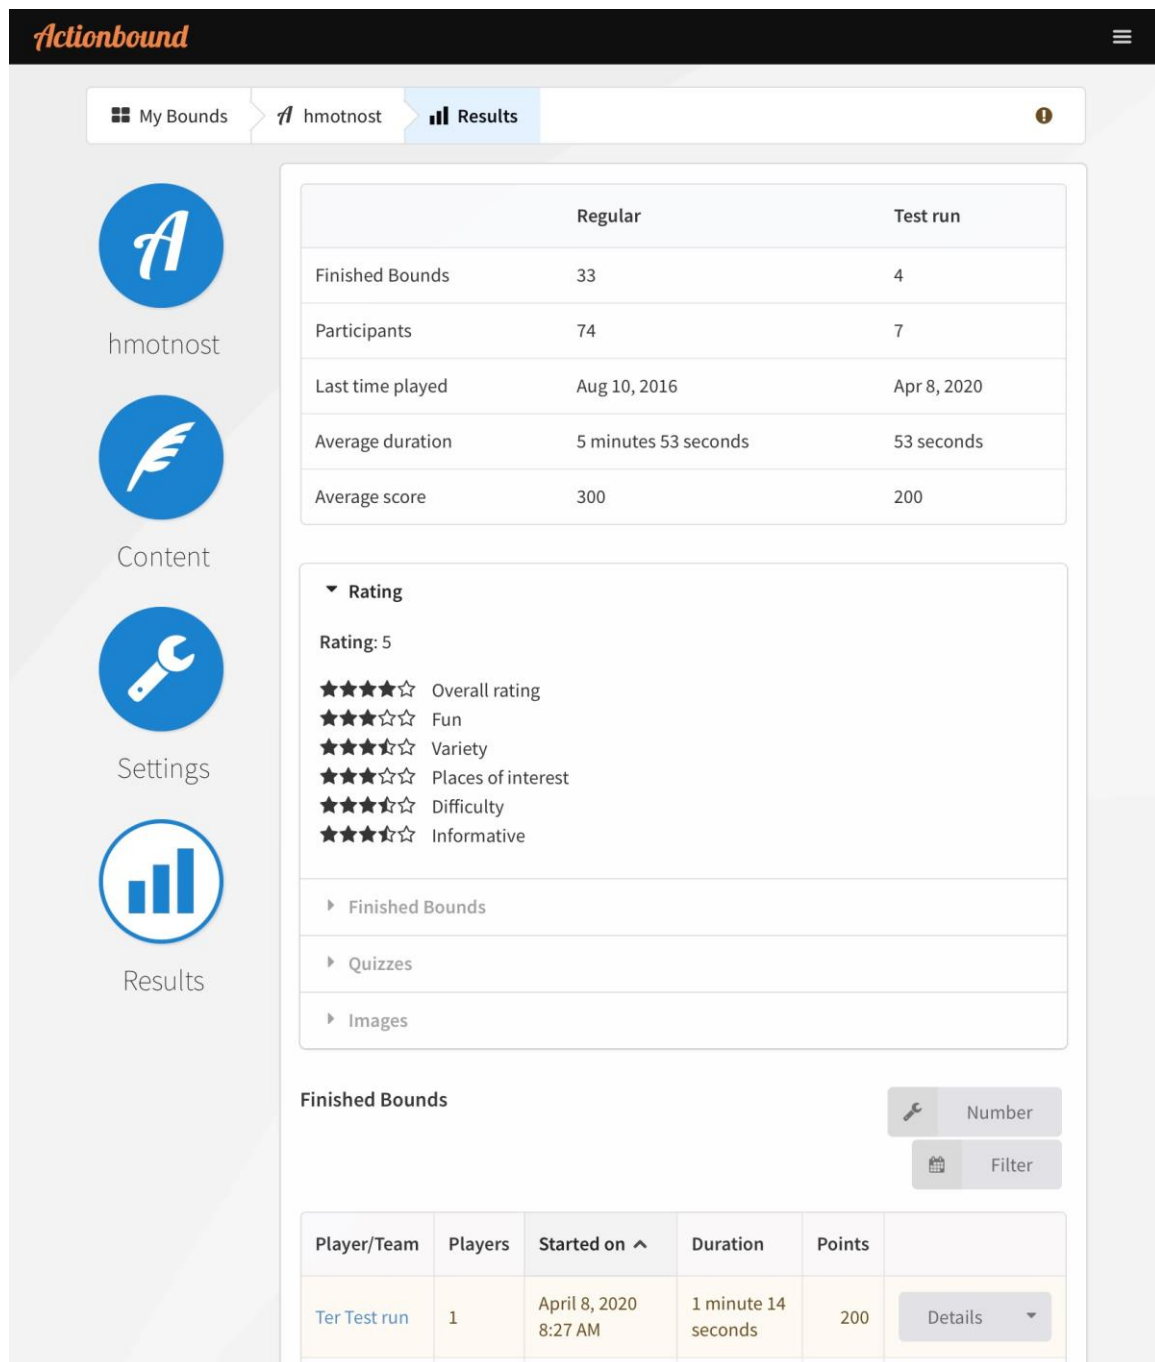 Actionbound
My Bounds
hmotnost
Results
hmotnost
Content
Settings
Results
Regular Test run
Finished Bounds 33 4
Participants 74 7
Last time played Aug 10, 2016 Apr 8, 2020
Average duration 5 minutes 53 seconds 53 seconds
Average score 300 200
Rating
Rating: 5
Overall rating
Fun
Variety
Places of interest
Difficulty
Informative
Finished Bounds
Quizzes
Images
Finished Bounds
Number
Filter
Player/Team Players Started on Duration Points
Ter Test run 1 April 8, 2020 8:27 AM 1 minute 14 seconds 200 Details